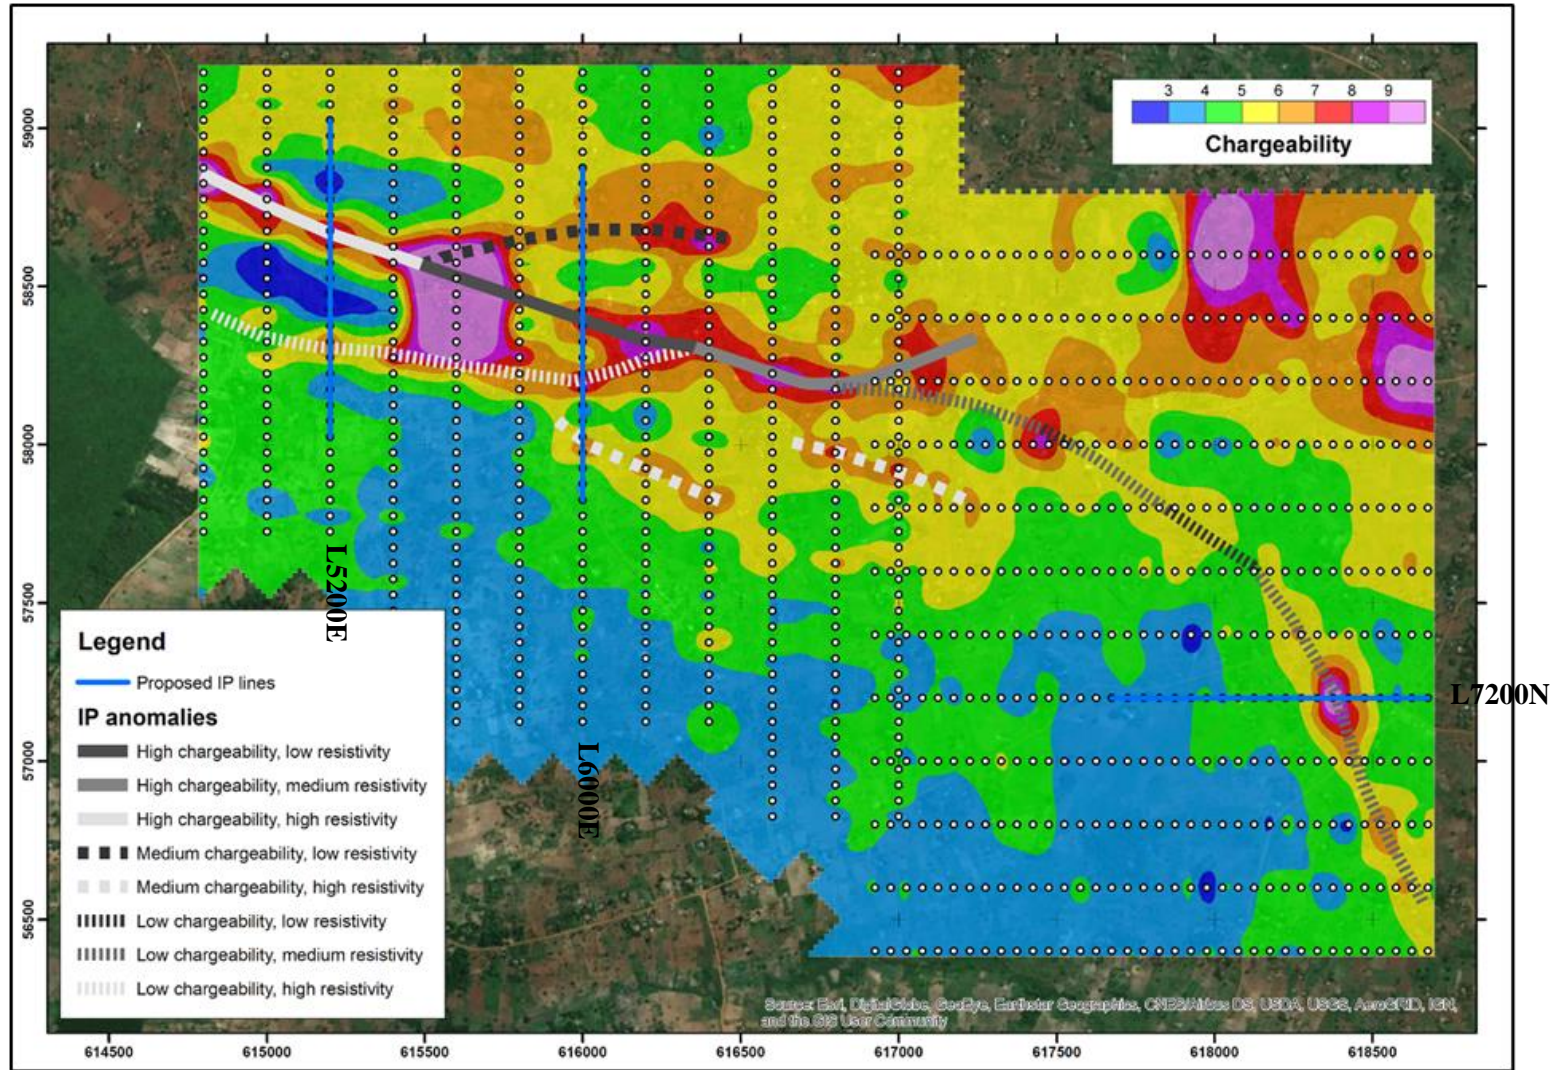 3 4 5 6 7 8 9
Chargeability
59000
58500
58000
57500
57000
56500
L5200E
L6000E
L7200N
Legend
Proposed IP lines
IP anomalies
High chargeability, low resistivity
High chargeability, medium resistivity
High chargeability, high resistivity
Medium chargeability, low resistivity
Medium chargeability, high resistivity
Low chargeability, low resistivity
Low chargeability, medium resistivity
Low chargeability, high resistivity
Source: Esri, DigitalGlobe, GeoEye, Earthstar Geographics, CNES/Airbus DS, USDA, USGS, AeroGRID, IGN,
and the GIS User Community
614500 615000 615500 616000 616500 617000 617500 618000 618500